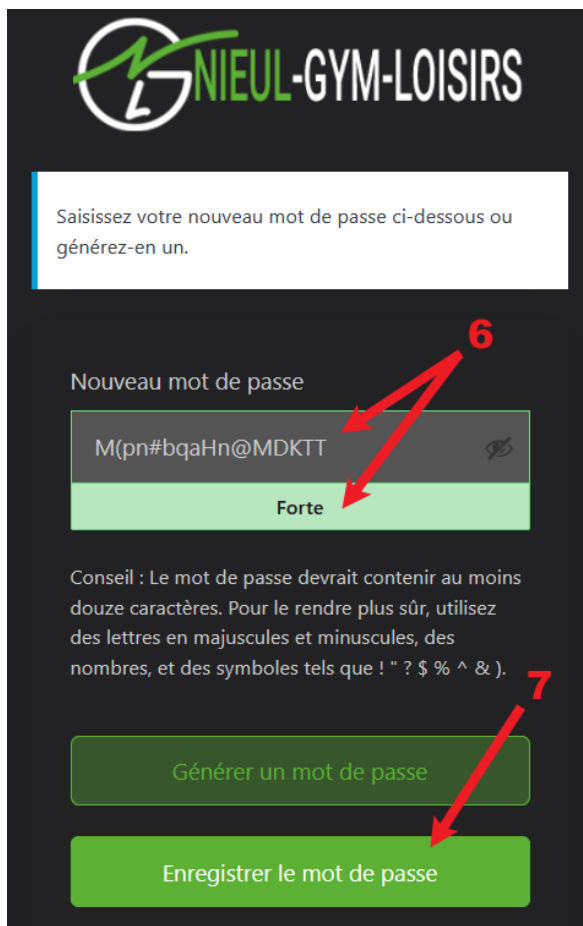 NIEUL-GYM-LOISIRS
Saisissez votre nouveau mot de passe ci-dessous ou
générez-en un.
6
Nouveau mot de passe
M(pn#bqaHn@MDKTT
Forte
Conseil : Le mot de passe devrait contenir au moins
douze caractères. Pour le rendre plus sûr, utilisez
des lettres en majuscules et minuscules, des
nombres, et des symboles tels que ! " ? $ % ^ & ).
7
Générer un mot de passe
Enregistrer le mot de passe